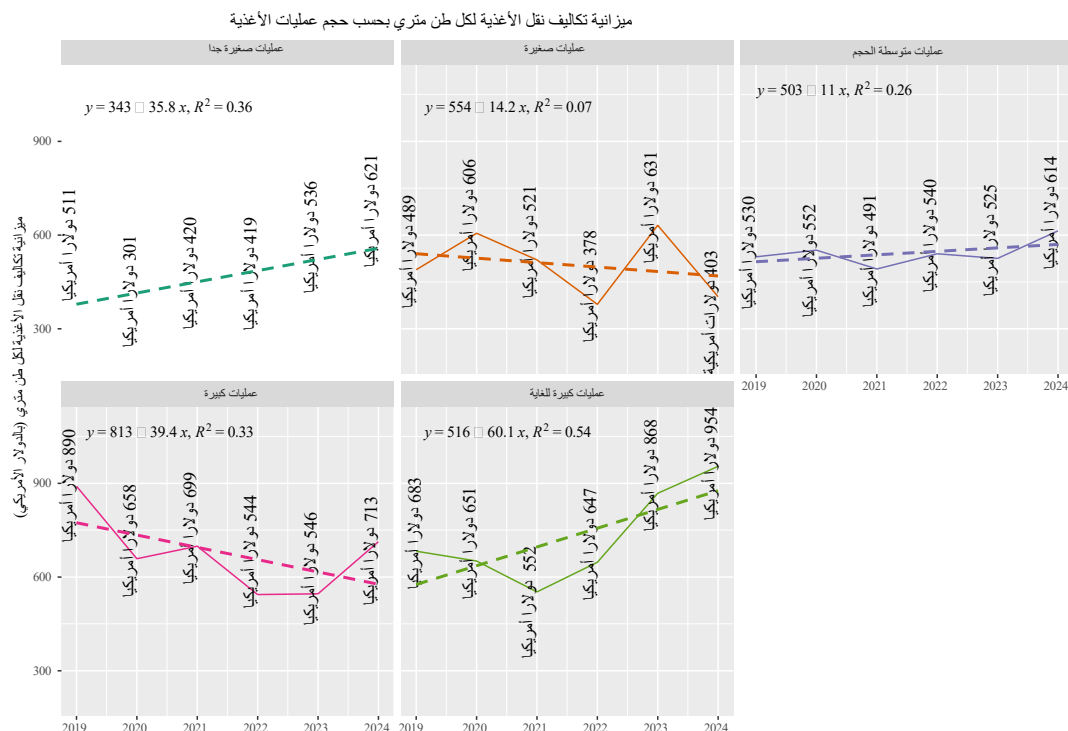 ميزانية تكاليف نقل الأغذية لكل طن متري بحسب حجم عمليات الأغذية
ميزانية تكاليف نقل الأغذية لكل طن متري (بالدولار الأمريكي)
عمليات صغيرة جدا
y = 343 □ 35.8 x, R² = 0.36
900
600
300
511 دولارا أمريكيا
301 دولارا أمريكيا
420 دولارا أمريكيا
419 دولارا أمريكيا
536 دولارا أمريكيا
621 دولارا أمريكيا
عمليات صغيرة
y = 554 □ 14.2 x, R² = 0.07
489 دولارا أمريكيا
606 دولارا أمريكيا
521 دولارا أمريكيا
378 دولارا أمريكيا
631 دولارا أمريكيا
403 دولارات أمريكية
عمليات متوسطة الحجم
y = 503 □ 11 x, R² = 0.26
530 دولارا أمريكيا
552 دولارا أمريكيا
491 دولارا أمريكيا
540 دولارا أمريكيا
525 دولارا أمريكيا
614 دولارا أمريكيا
2019 2020 2021 2022 2023 2024
عمليات كبيرة
y = 813 □ 39.4 x, R² = 0.33
900
600
300
890 دولارا أمريكيا
658 دولارا أمريكيا
699 دولارا أمريكيا
544 دولارا أمريكيا
546 دولارا أمريكيا
713 دولارا أمريكيا
2019 2020 2021 2022 2023 2024
عمليات كبيرة للغاية
y = 516 □ 60.1 x, R² = 0.54
683 دولارا أمريكيا
651 دولارا أمريكيا
552 دولارا أمريكيا
647 دولارا أمريكيا
868 دولارا أمريكيا
954 دولارا أمريكيا
2019 2020 2021 2022 2023 2024